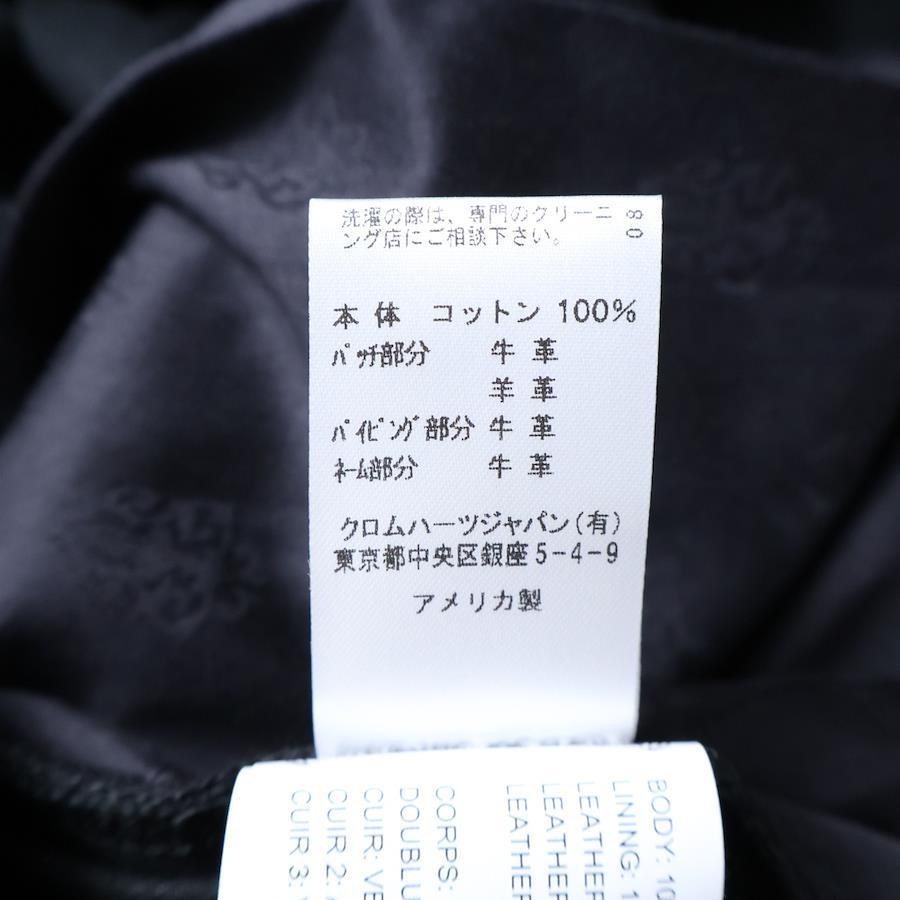 洗濯の際は、専門のクリーニ
ング店にご相談下さい。
80
本体 コットン 100%
パッチ部分 牛革
羊革
パイピング部分 牛革
ネーム部分 牛革
クロムハーツジャパン(有)
東京都中央区銀座5-4-9
アメリカ製
BODY: 10
LINING: 1
LEATHER
LEATHER
LEATHER
CORPS:
DOUBLU
CUIR: VE
CUIR 2:
CUIR 3: